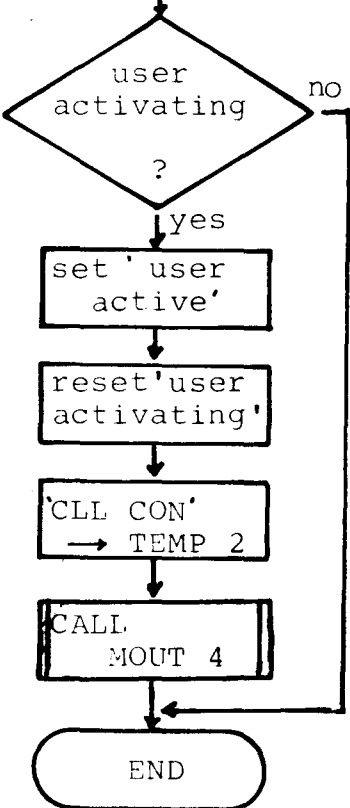 user
activating
?
no
yes
set 'user
active'
reset'user
activating'
'CLL CON'
→ TEMP 2
CALL
MOUT 4
END